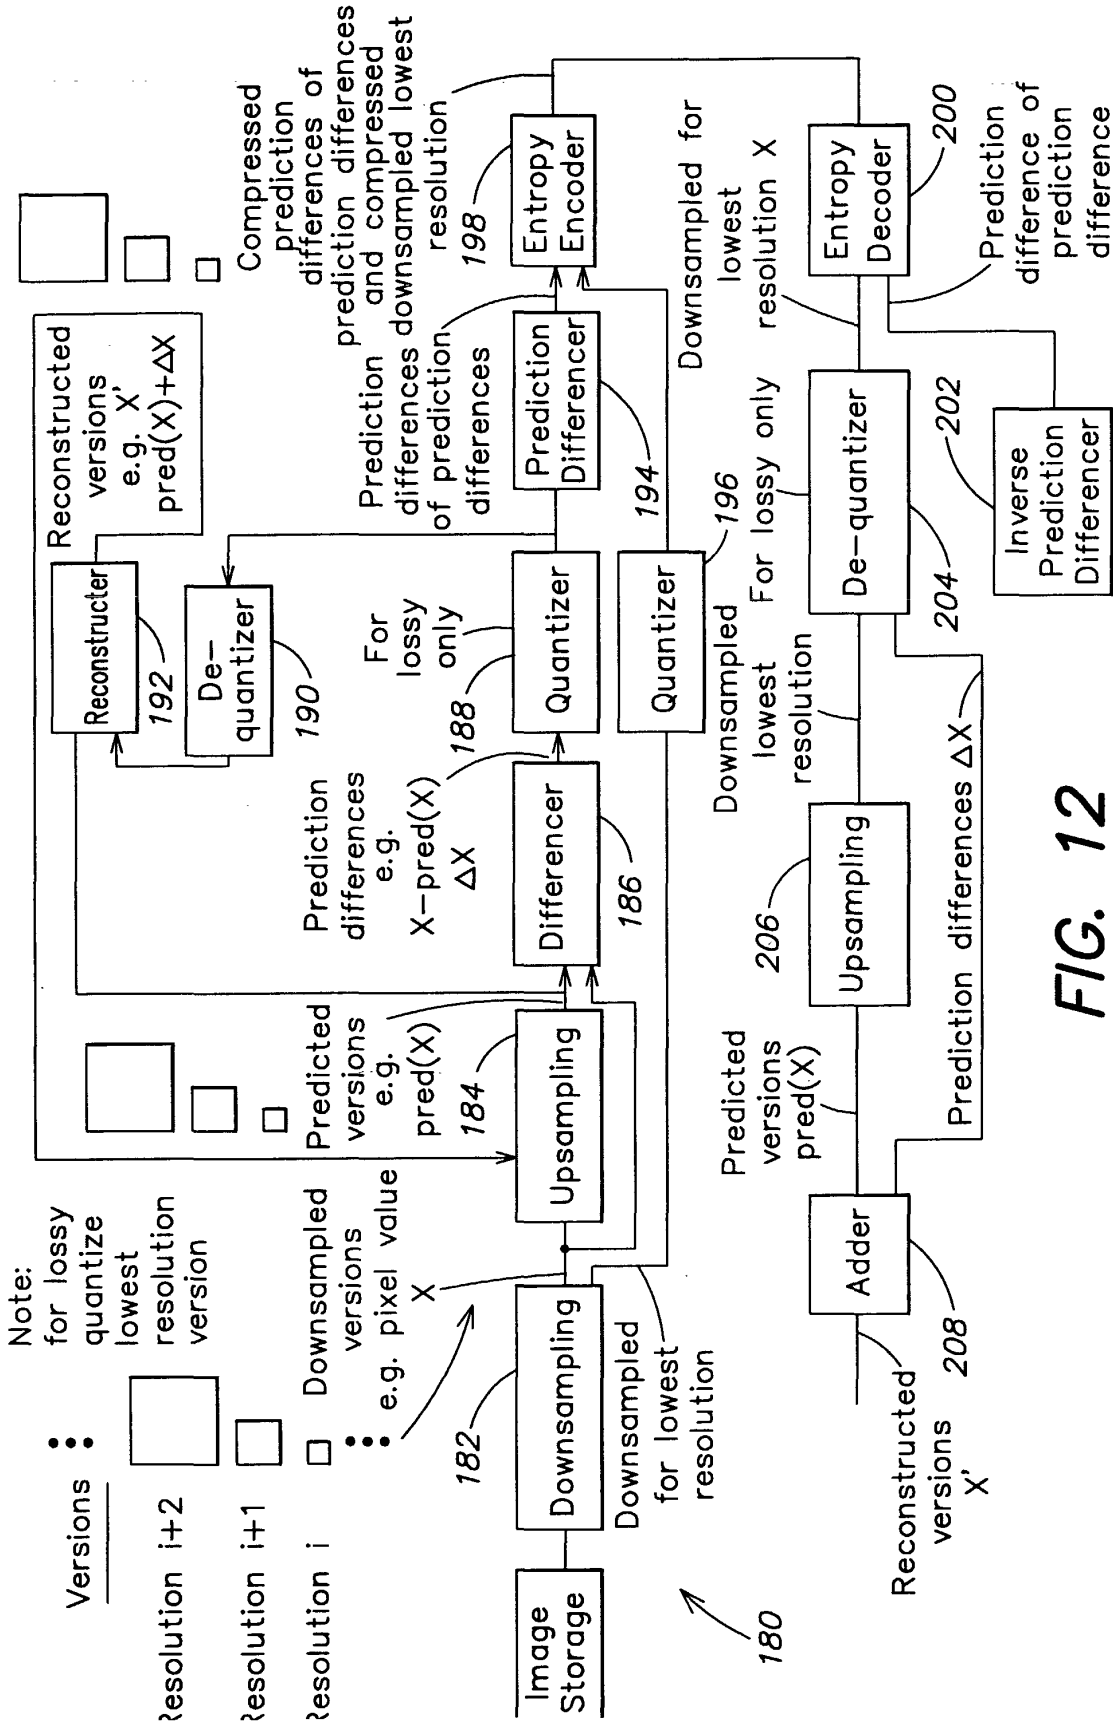 Note:
for lossy
quantize
lowest
resolution
version
Versions
Resolution i+2
Resolution i+1
Resolution i
Downsampled
versions
e.g. pixel value
X
Image
Storage
Downsampling
182
Downsampled
for lowest
resolution
180
Upsampling
184
Predicted
versions
e.g.
pred(X)
Differencer
186
Prediction
differences
e.g.
X-pred(X)
ΔX
Quantizer
188
For
lossy
only
De-
quantizer
190
Reconstructer
192
Reconstructed
versions
e.g. X'
pred(X)+ΔX
Quantizer
196
Prediction
Differencer
194
Prediction
differences
of prediction
differences
Entropy
Encoder
198
Compressed
prediction
differences of
prediction differences
and compressed
downsampled lowest
resolution
Entropy
Decoder
200
Downsampled for
lowest
resolution X
Prediction
difference of
prediction
difference
Inverse
Prediction
Differencer
202
De-quantizer
204
For lossy only
Downsampled
lowest
resolution
Upsampling
206
Prediction differences ΔX
Predicted
versions
pred(X)
Adder
208
Reconstructed
versions
X'
FIG. 12